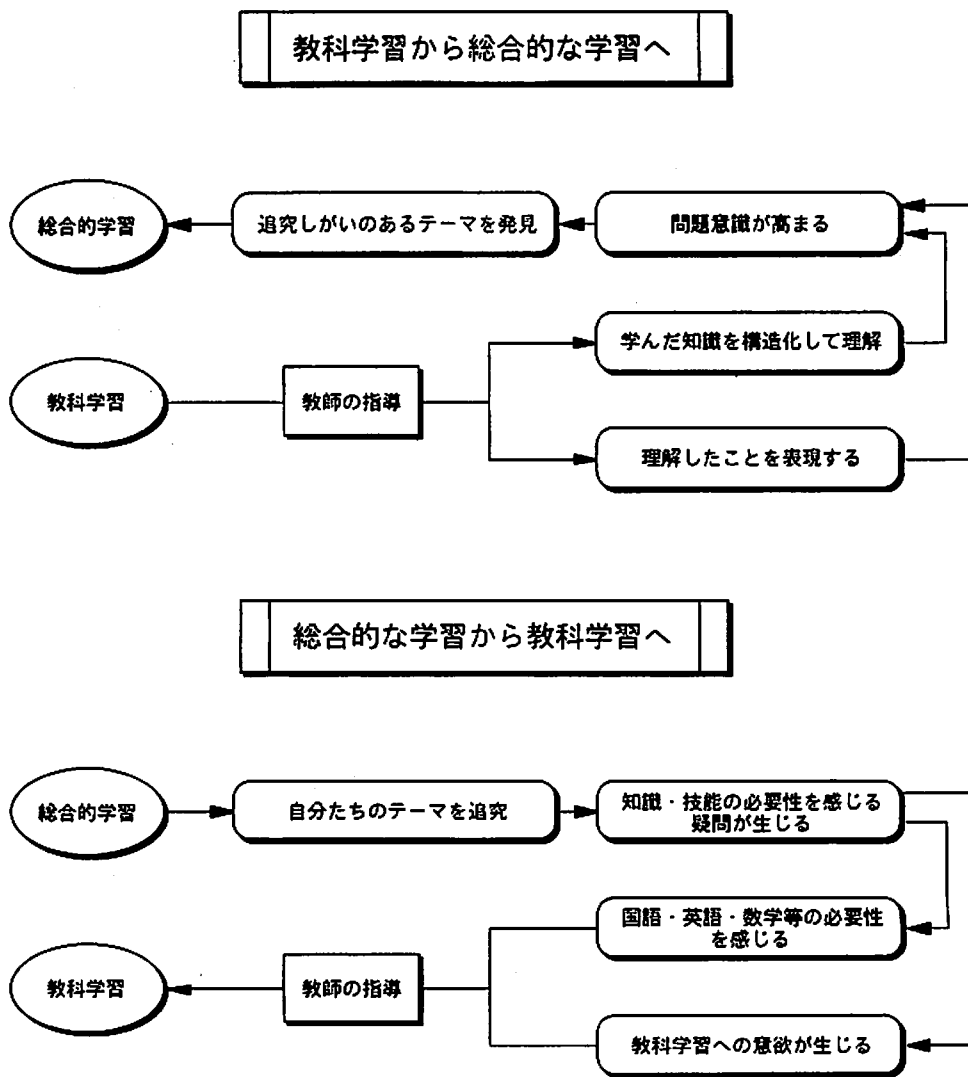 教科学習から総合的な学習へ
総合的学習
追究しがいのあるテーマを発見
問題意識が高まる
学んだ知識を構造化して理解
教科学習
教師の指導
理解したことを表現する
総合的な学習から教科学習へ
総合的学習
自分たちのテーマを追究
知識・技能の必要性を感じる
疑問が生じる
国語・英語・数学等の必要性
を感じる
教科学習
教師の指導
教科学習への意欲が生じる